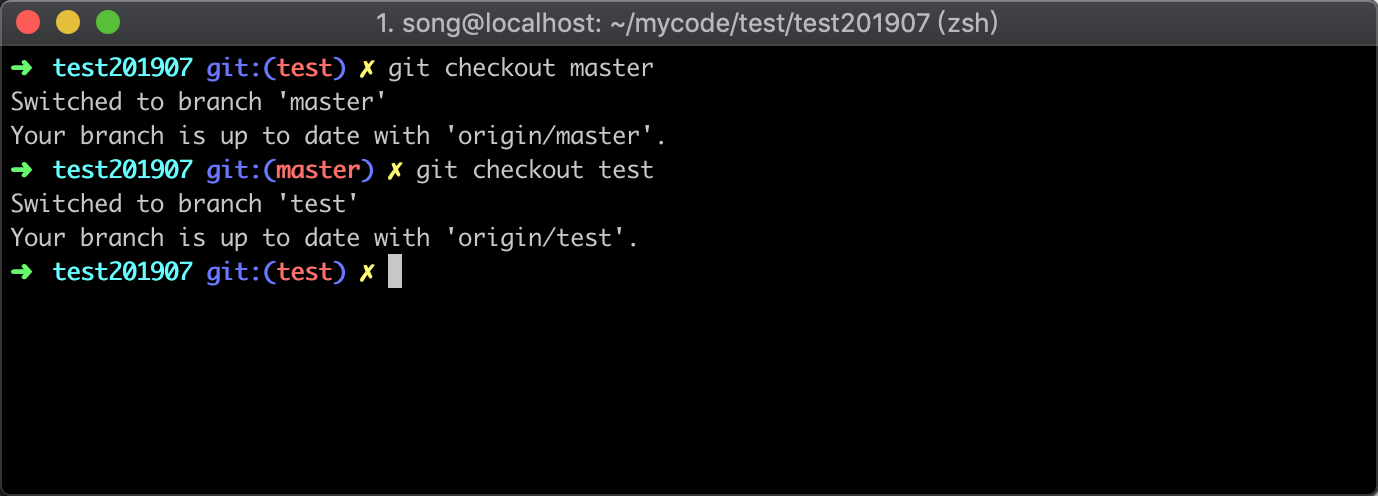 1. song@localhost: ~/mycode/test/test201907 (zsh)
➜ test201907 git:(test) ✗ git checkout master
Switched to branch 'master'
Your branch is up to date with 'origin/master'.
➜ test201907 git:(master) ✗ git checkout test
Switched to branch 'test'
Your branch is up to date with 'origin/test'.
➜ test201907 git:(test) ✗